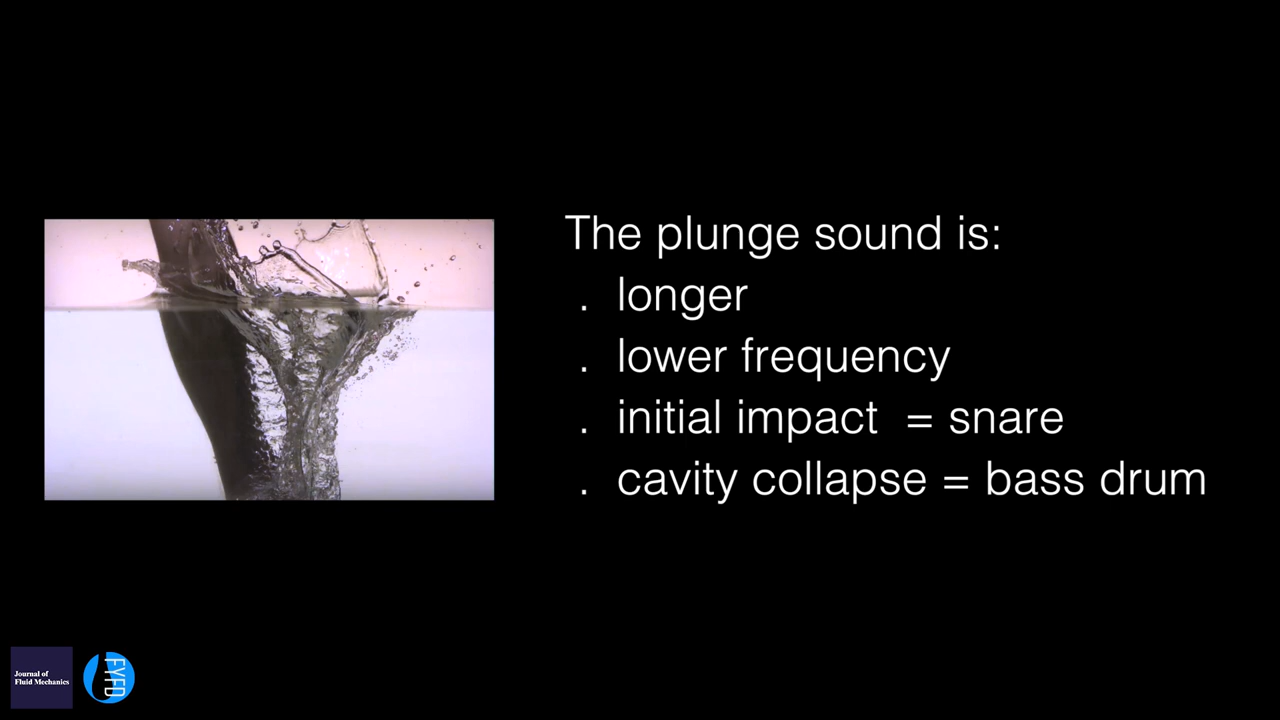 The plunge sound is:
. longer
. lower frequency
. initial impact = snare
. cavity collapse = bass drum
Journal of
Fluid Mechanics
FYFD